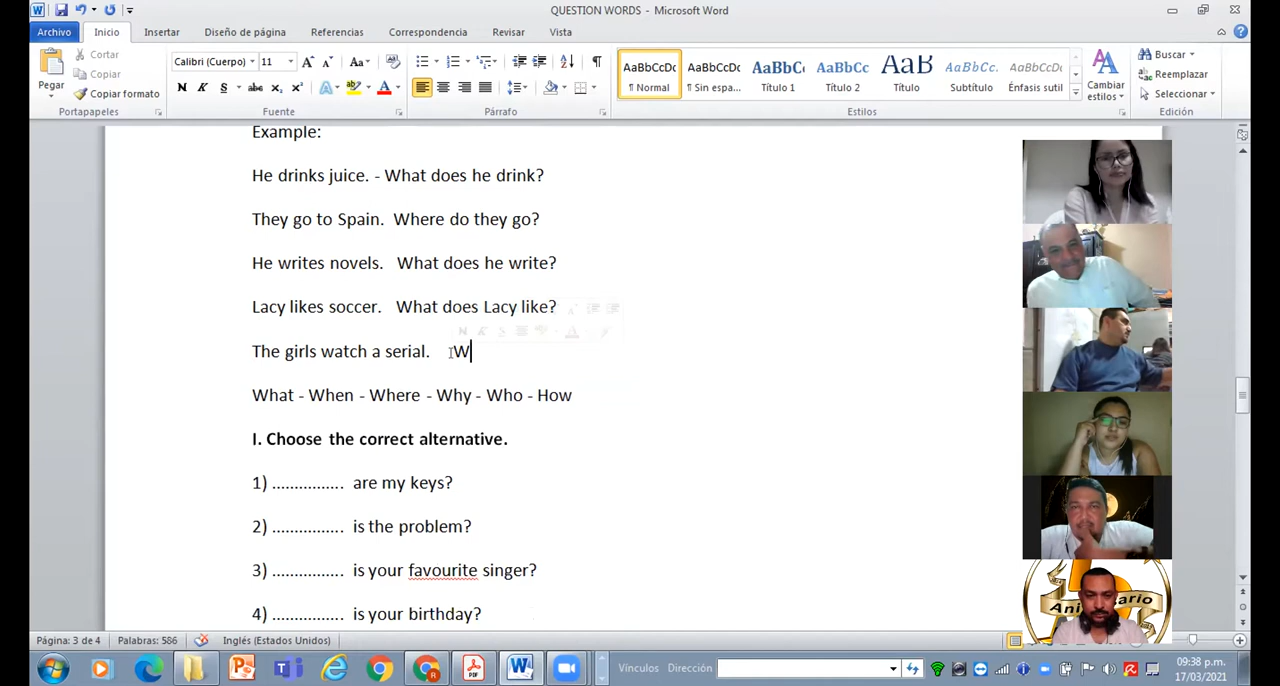 QUESTION WORDS - Microsoft Word
Archivo Inicio Insertar Diseño de página Referencias Correspondencia Revisar Vista
Pegar
Cortar
Copiar
Copiar formato
Portapapeles
Calibri (Cuerpo) 11
N K S abc x₂ x² A ab A
Fuente
Párrafo
AaBbCcDc AaBbCcDc AaBbC AaBbCc AaB AaBbCc. AaBbCcDc
¶ Normal ¶ Sin espa... Título 1 Título 2 Título Subtítulo Énfasis sutil
Cambiar estilos
Estilos
Buscar
Reemplazar
Seleccionar
Edición
Example:
He drinks juice. - What does he drink?
They go to Spain. Where do they go?
He writes novels. What does he write?
Lacy likes soccer. What does Lacy like?
The girls watch a serial. W
What - When - Where - Why - Who - How
I. Choose the correct alternative.
1) ................ are my keys?
2) ................ is the problem?
3) ................ is your favourite singer?
4) ................ is your birthday?
Página: 3 de 4 Palabras: 586 Inglés (Estados Unidos)
Vínculos Dirección
09:38 p.m.
17/03/2021